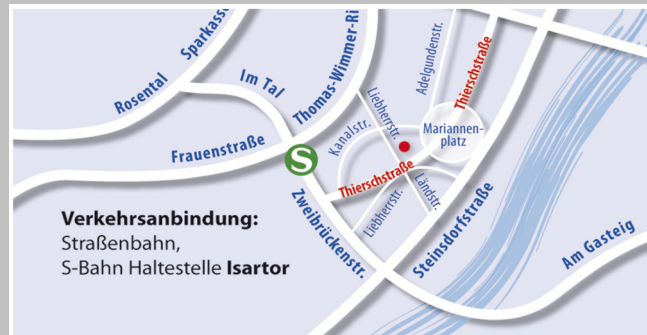 Sparkasse
Thomas-Wimmer-Ri
Rosental
Im Tal
Frauenstraße
S
Liebherrstr.
Adelgundenstr.
Thierschstraße
Kanalstr.
Mariannen-
platz
Thierschstraße
Liebherrstr.
Ländstr.
Zweibrückenstr.
Steinsdorfstraße
Am Gasteig
Verkehrsanbindung:
Straßenbahn,
S-Bahn Haltestelle Isartor